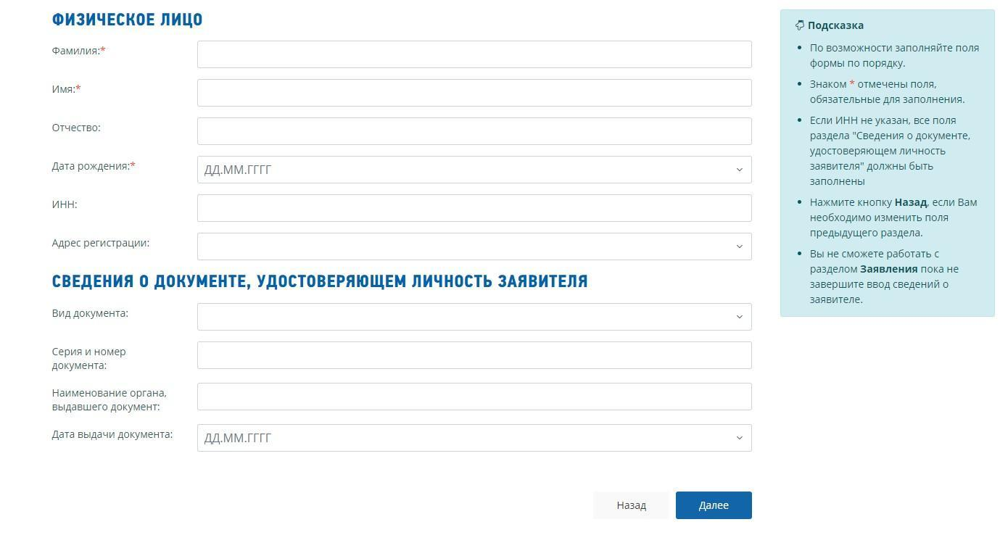 ФИЗИЧЕСКОЕ ЛИЦО
Фамилия:*
Имя:*
Отчество:
Дата рождения:*
ДД.ММ.ГГГГ
ИНН:
Адрес регистрации:
СВЕДЕНИЯ О ДОКУМЕНТЕ, УДОСТОВЕРЯЮЩЕМ ЛИЧНОСТЬ ЗАЯВИТЕЛЯ
Вид документа:
Серия и номер
документа:
Наименование органа,
выдавшего документ:
Дата выдачи документа:
ДД.ММ.ГГГГ
Назад
Далее
Подсказка
• По возможности заполняйте поля
формы по порядку.
• Знаком * отмечены поля,
обязательные для заполнения.
• Если ИНН не указан, все поля
раздела "Сведения о документе,
удостоверяющем личность
заявителя" должны быть
заполнены
• Нажмите кнопку Назад, если Вам
необходимо изменить поля
предыдущего раздела.
• Вы не сможете работать с
разделом Заявления пока не
завершите ввод сведений о
заявителе.